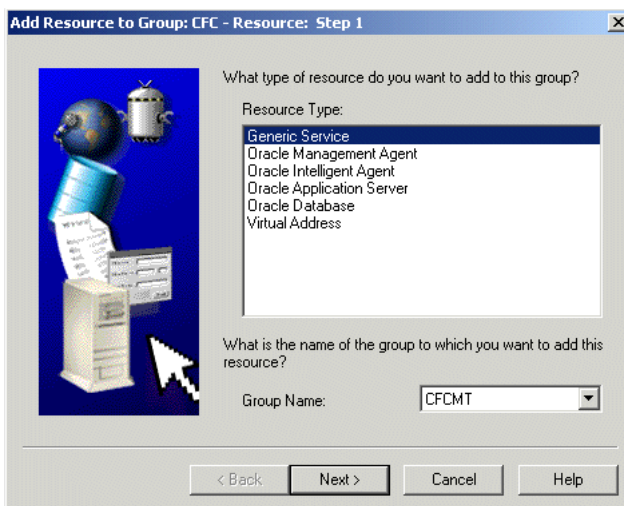 Add Resource to Group: CFC - Resource: Step 1
What type of resource do you want to add to this group?
Resource Type:
Generic Service
Oracle Management Agent
Oracle Intelligent Agent
Oracle Application Server
Oracle Database
Virtual Address
What is the name of the group to which you want to add this
resource?
Group Name:
CFCMT
< Back
Next >
Cancel
Help